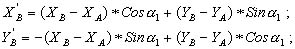 X'_B = (X_B − X_A) * Cosα_1 + (Y_B − Y_A) * Sinα_1 ;
Y'_B = −(X_B − X_A) * Sinα_1 + (Y_B − Y_A) * Cosα_1 ;